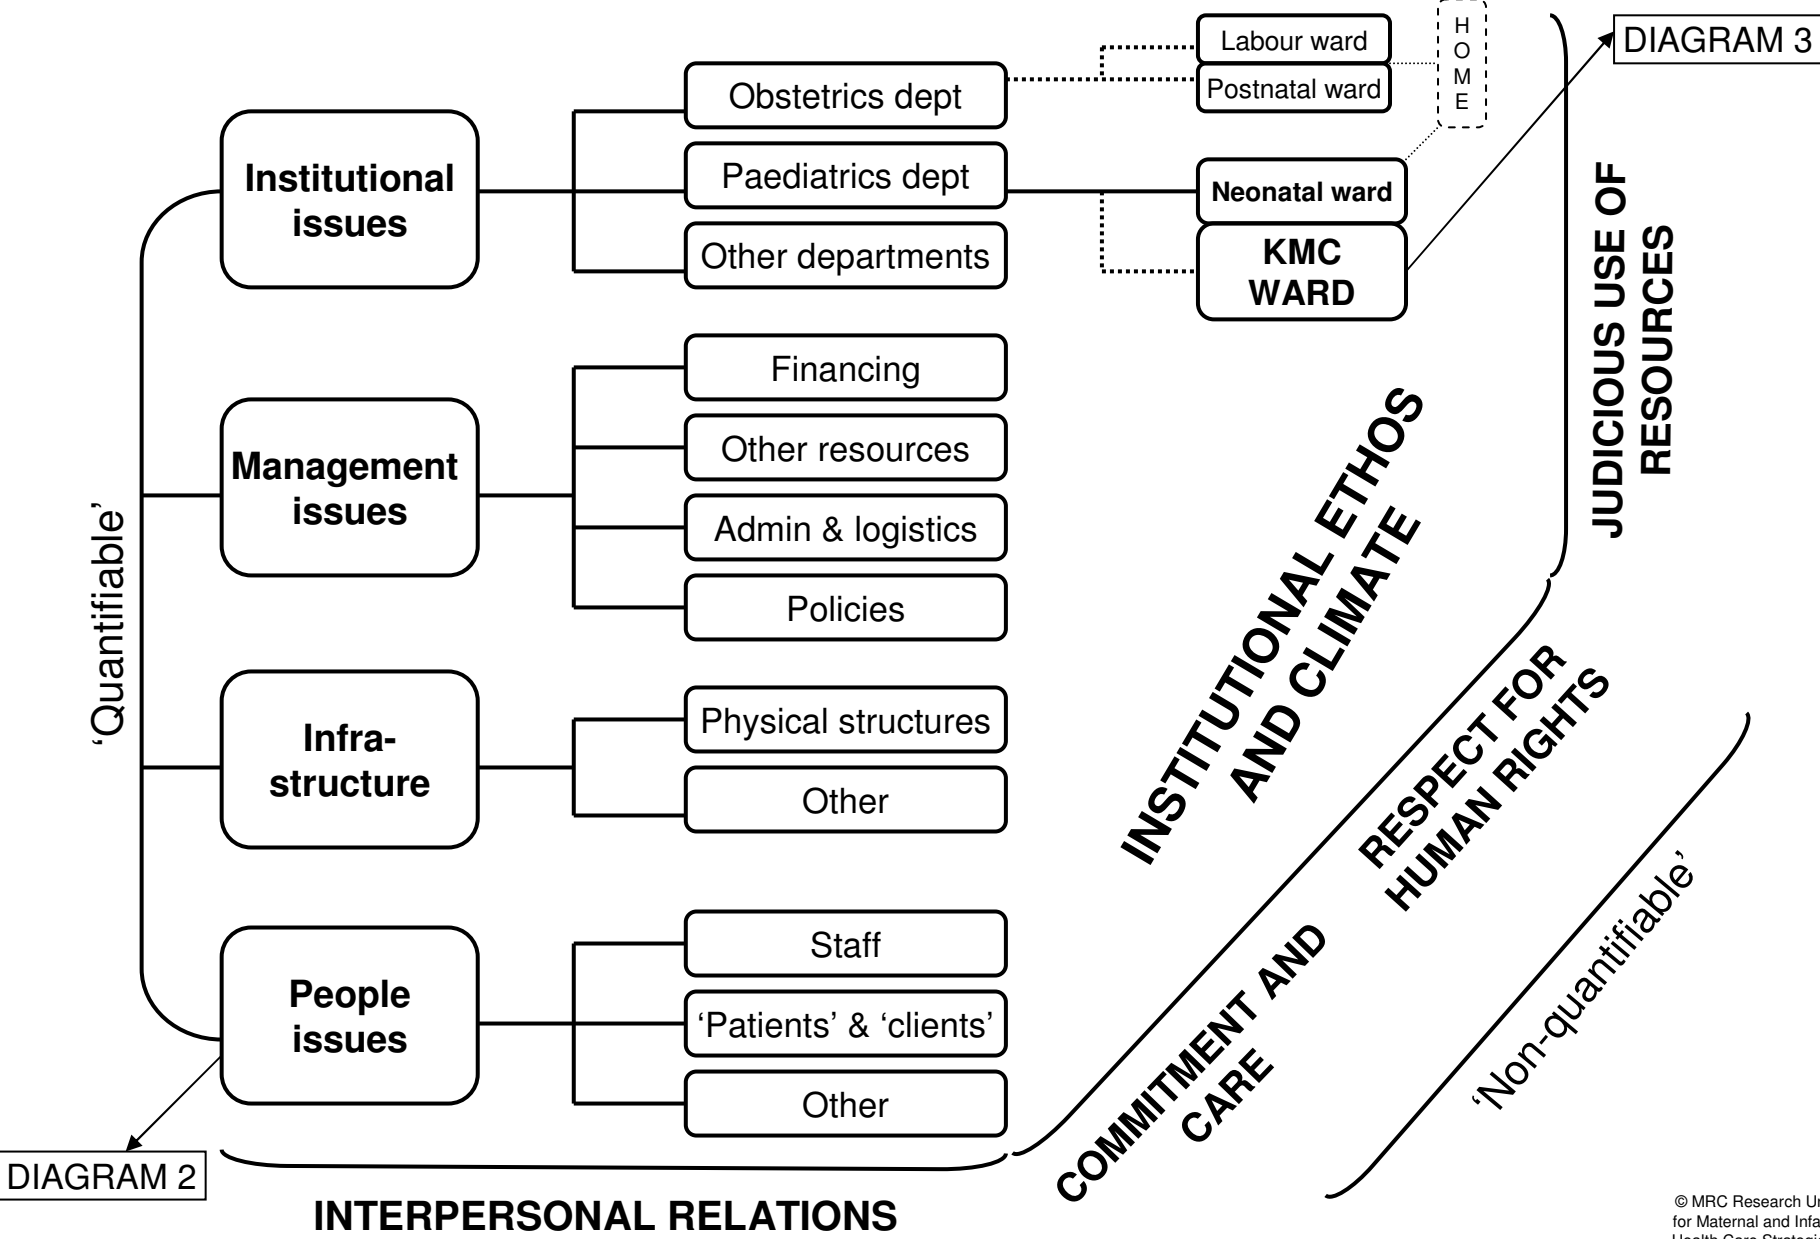 Labour ward
Postnatal ward
H
O
M
E
DIAGRAM 3
Institutional
issues
Obstetrics dept
Paediatrics dept
Other departments
Neonatal ward
KMC
WARD
'Quantifiable'
Management
issues
Financing
Other resources
Admin & logistics
Policies
Infra-
structure
Physical structures
Other
People
issues
Staff
‘Patients’ & ‘clients’
Other
DIAGRAM 2
INTERPERSONAL RELATIONS
INSTITUTIONAL ETHOS
AND CLIMATE
JUDICIOUS USE OF
RESOURCES
RESPECT FOR
HUMAN RIGHTS
COMMITMENT AND
CARE
‘Non-quantifiable’
© MRC Research
for Maternal and
Health Care